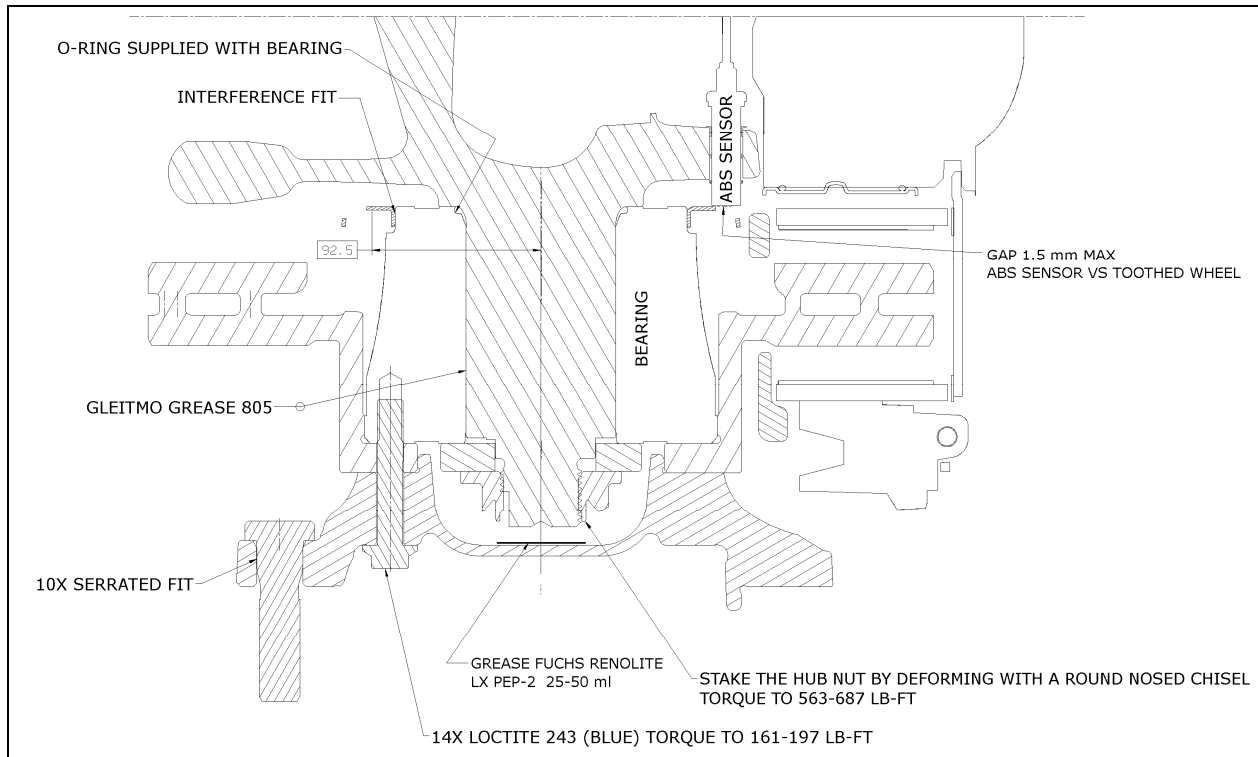 O-RING SUPPLIED WITH BEARING
INTERFERENCE FIT
ABS SENSOR
92.5
GAP 1.5 mm MAX
ABS SENSOR VS TOOTHED WHEEL
BEARING
GLEITMO GREASE 805
10X SERRATED FIT
GREASE FUCHS RENOLITE
LX PEP-2 25-50 ml
STAKE THE HUB NUT BY DEFORMING WITH A ROUND NOSED CHISEL
TORQUE TO 563-687 LB-FT
14X LOCTITE 243 (BLUE) TORQUE TO 161-197 LB-FT